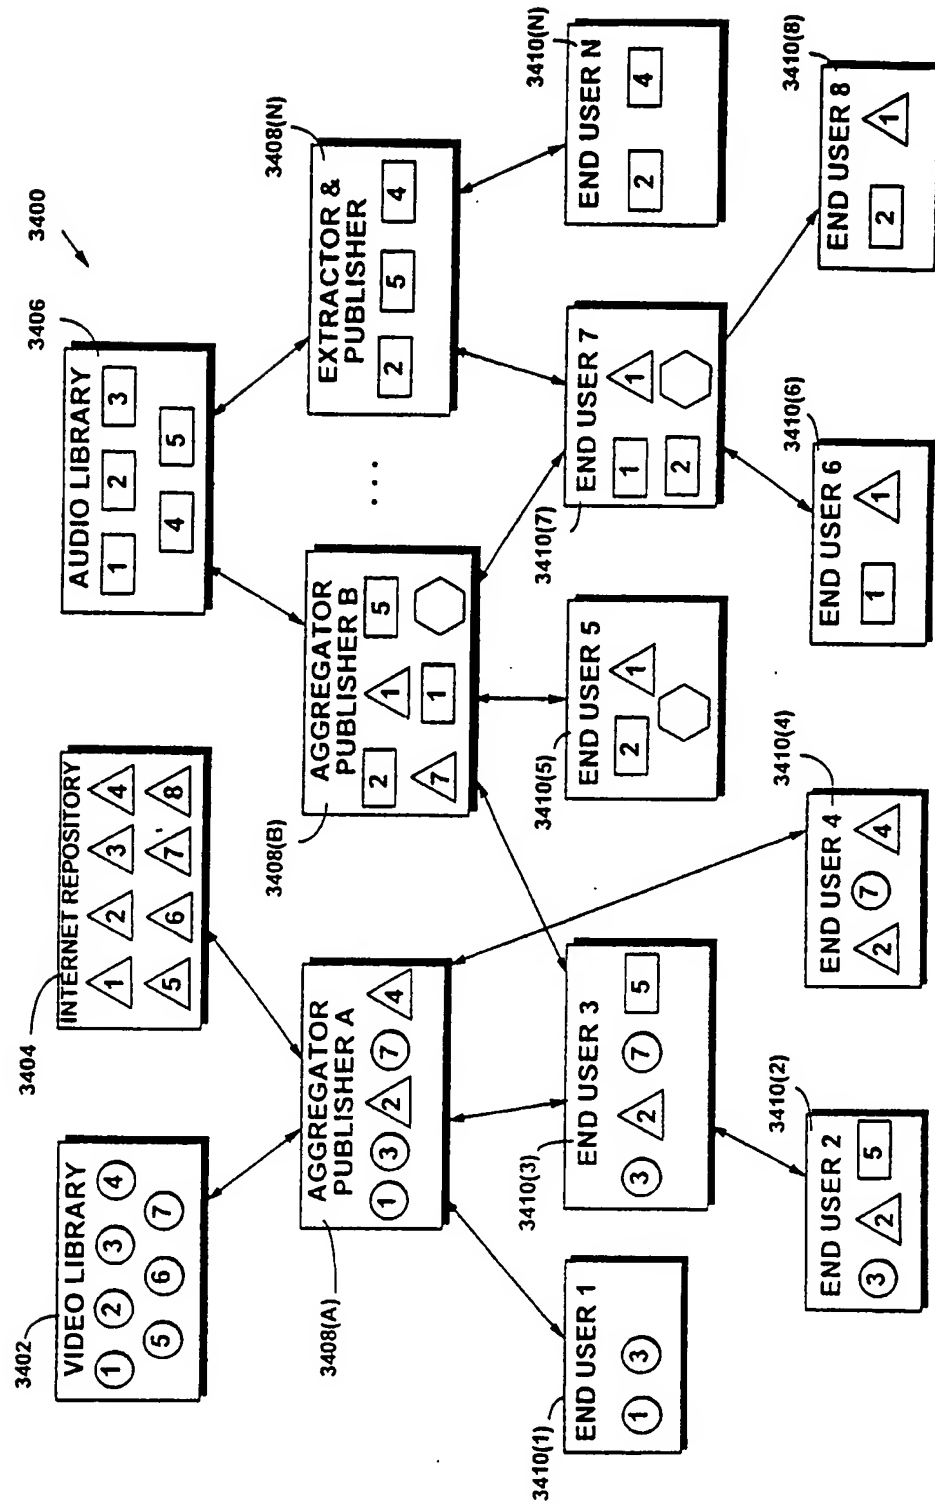 3400
3402
VIDEO LIBRARY
1 2 3 4
5 6 7
3404
INTERNET REPOSITORY
1 2 3 4
5 6 7 8
3406
AUDIO LIBRARY
1 2 3
4 5
3408(A)
AGGREGATOR
PUBLISHER A
1 3 2 7 4
3408(B)
AGGREGATOR
PUBLISHER B
2 1 5
7 1
...
3408(N)
EXTRACTOR &
PUBLISHER
2 5 4
3410(1)
END USER 1
1 3
3410(3)
END USER 3
3 2 7 5
3410(5)
END USER 5
2 1
3410(7)
END USER 7
1 1
2
3410(N)
END USER N
2 4
3410(2)
END USER 2
3 2 5
3410(4)
END USER 4
2 7 4
3410(6)
END USER 6
1 1
3410(8)
END USER 8
2 1